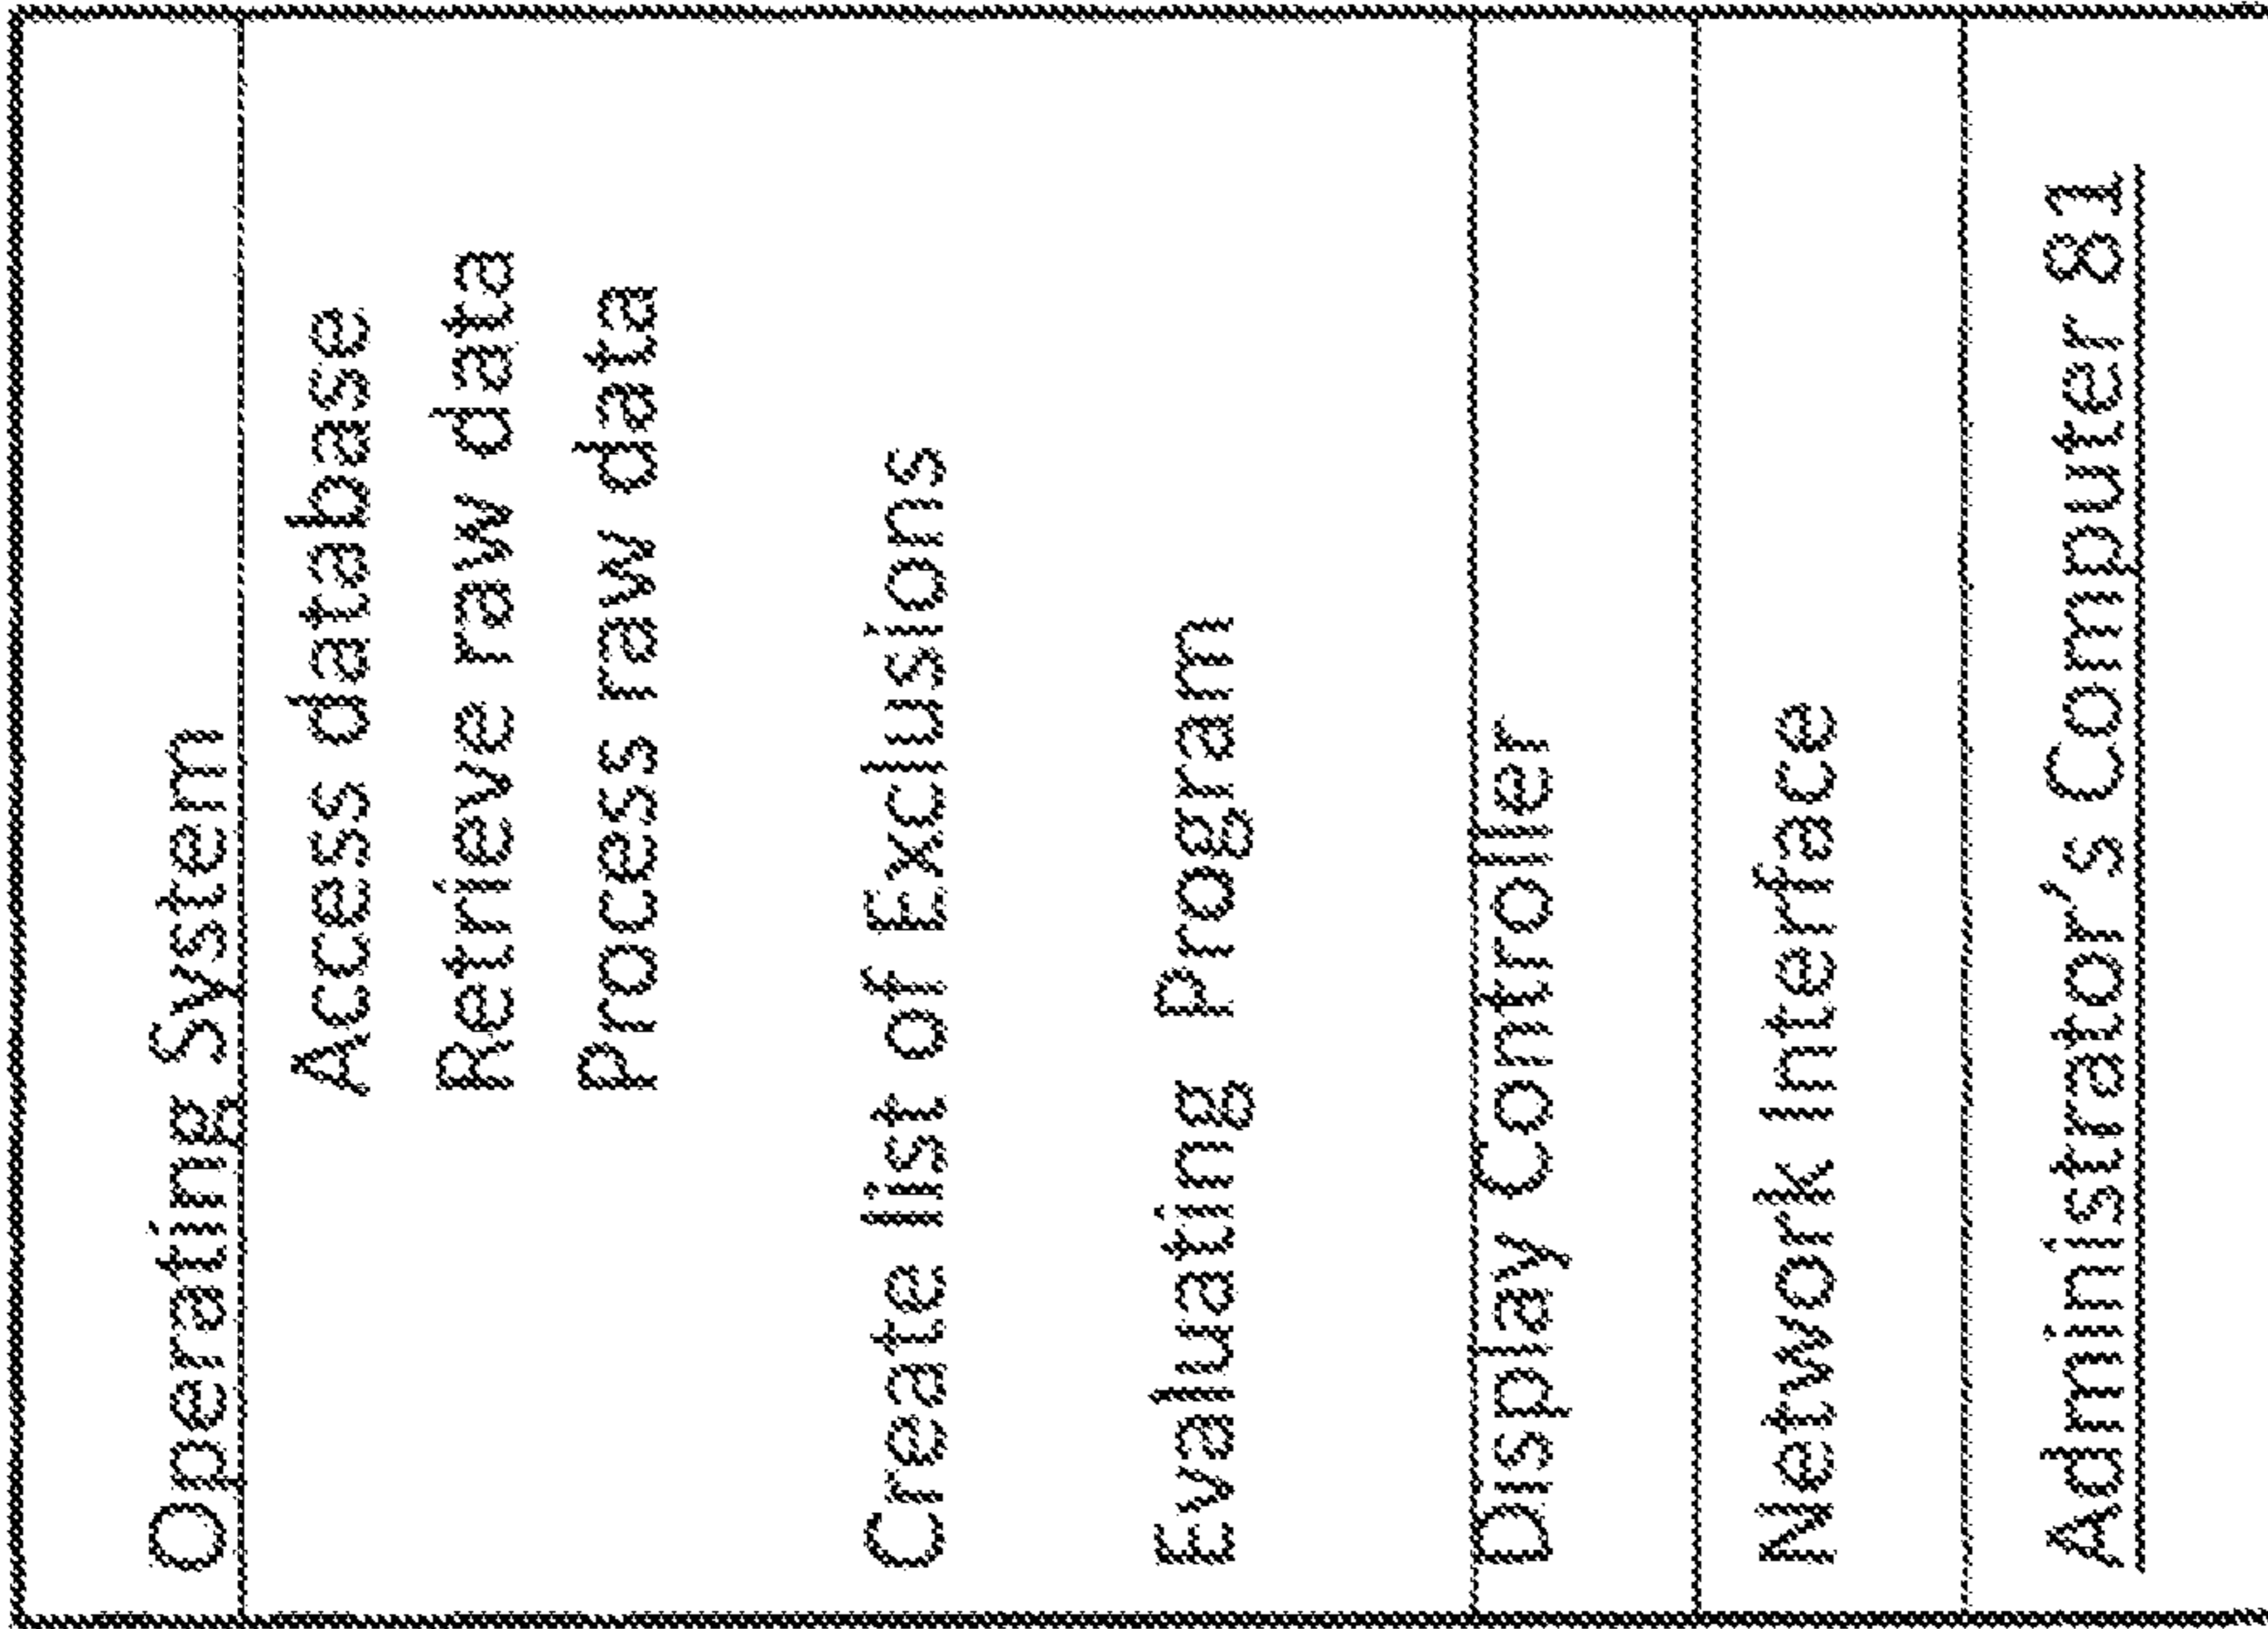 Operating System
Access database
Retrieve raw data
Process raw data
Create list of Exclusions
Evaluating Program
Display Controller
Network Interface
Administrator's Computer 81